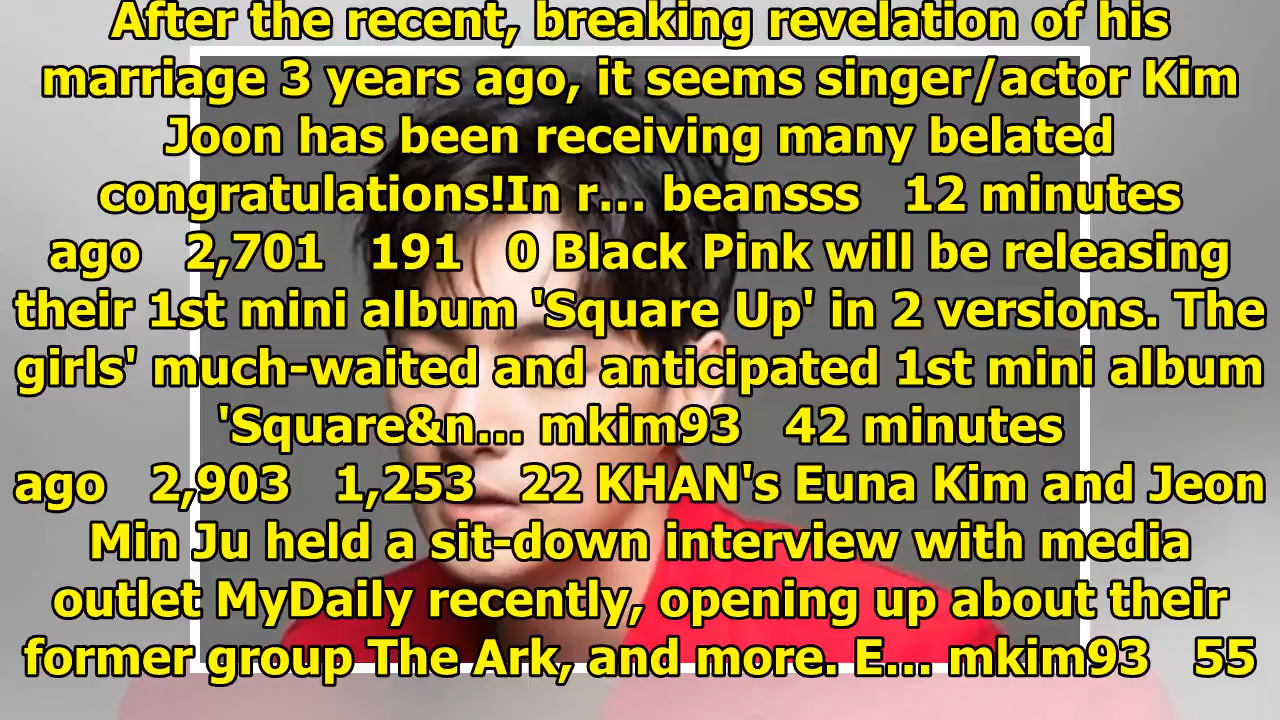 After the recent, breaking revelation of his
marriage 3 years ago, it seems singer/actor Kim
Joon has been receiving many belated
congratulations!In r... beansss   12 minutes
ago   2,701   191   0 Black Pink will be releasing
their 1st mini album 'Square Up' in 2 versions. The
girls' much-waited and anticipated 1st mini album
'Square&n... mkim93   42 minutes
ago   2,903   1,253   22 KHAN's Euna Kim and Jeon
Min Ju held a sit-down interview with media
outlet MyDaily recently, opening up about their
former group The Ark, and more. E... mkim93   55